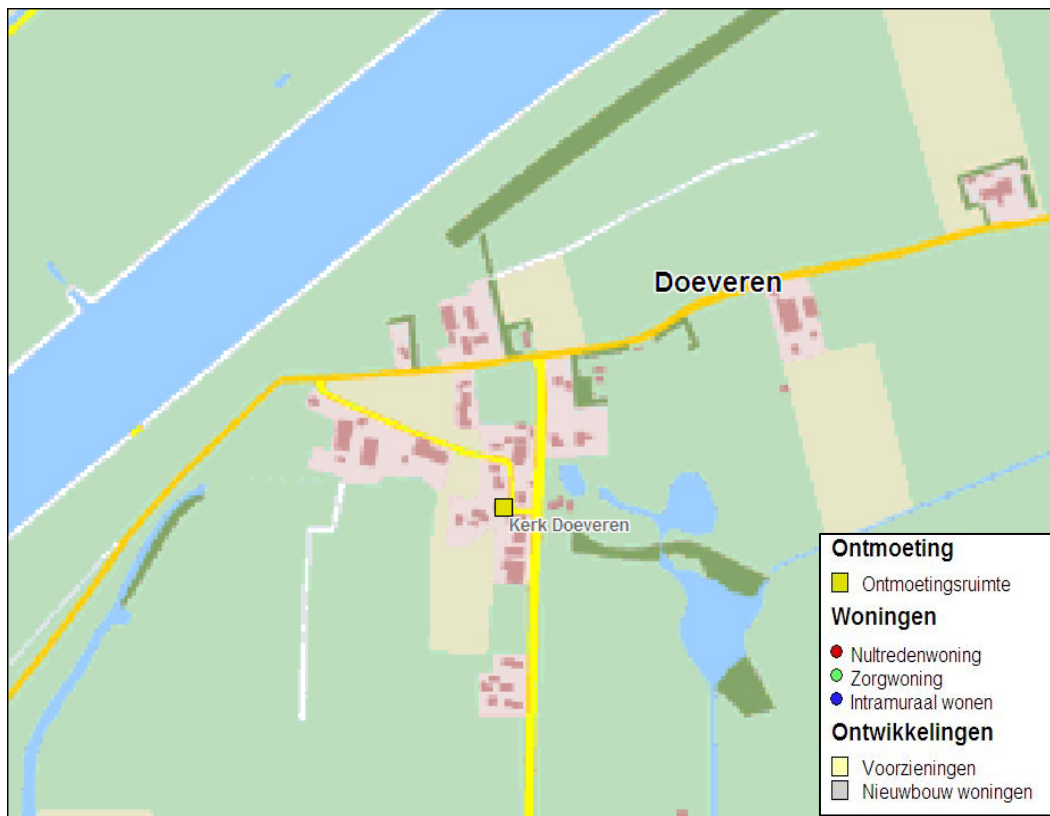 Doeveren
Kerk Doeveren
Ontmoeting
Ontmoetingsruimte
Woningen
Nultredenwoning
Zorgwoning
Intramuraal wonen
Ontwikkelingen
Voorzieningen
Nieuwbouw woningen